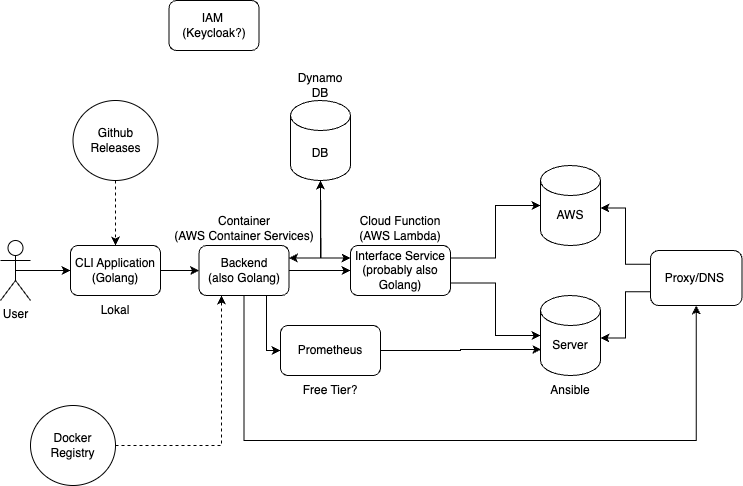 IAM
(Keycloak?)
Dynamo
DB
Github
Releases
DB
AWS
Container
(AWS Container Services)
Cloud Function
(AWS Lambda)
CLI Application
(Golang)
Backend
(also Golang)
Interface Service
(probably also
Golang)
Proxy/DNS
User
Lokal
Prometheus
Server
Free Tier?
Ansible
Docker
Registry